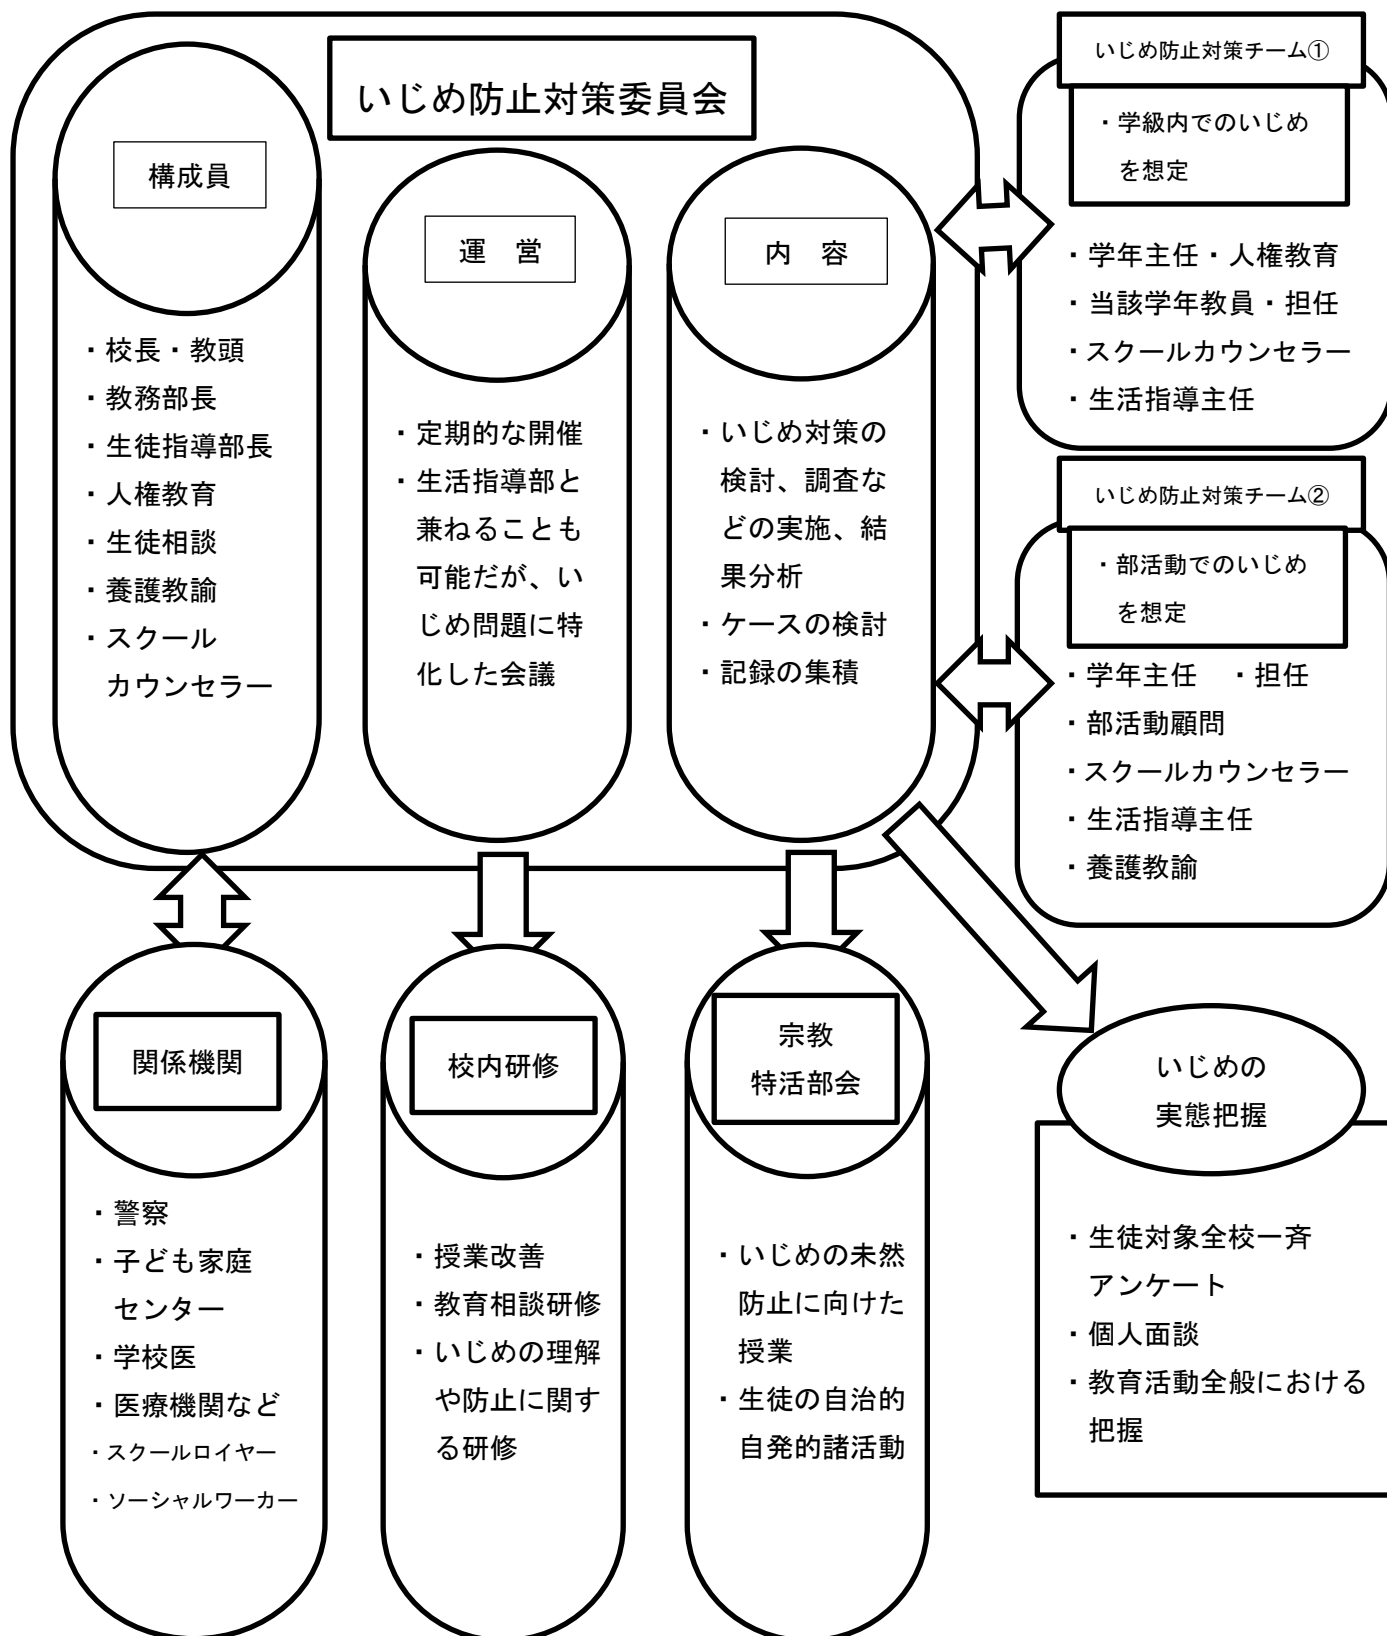 いじめ防止対策委員会
構成員
・校長・教頭
・教務部長
・生徒指導部長
・人権教育
・生徒相談
・養護教諭
・スクール
カウンセラー
運　営
・定期的な開催
・生活指導部と
兼ねることも
可能だが、い
じめ問題に特
化した会議
内　容
・いじめ対策の
検討、調査な
どの実施、結
果分析
・ケースの検討
・記録の集積
いじめ防止対策チーム①
・学級内でのいじめ
を想定
・学年主任・人権教育
・当該学年教員・担任
・スクールカウンセラー
・生活指導主任
いじめ防止対策チーム②
・部活動でのいじめ
を想定
・学年主任　・担任
・部活動顧問
・スクールカウンセラー
・生活指導主任
・養護教諭
関係機関
・警察
・子ども家庭
センター
・学校医
・医療機関など
・スクールロイヤー
・ソーシャルワーカー
校内研修
・授業改善
・教育相談研修
・いじめの理解
や防止に関す
る研修
宗教
特活部会
・いじめの未然
防止に向けた
授業
・生徒の自治的
自発的諸活動
いじめの
実態把握
・生徒対象全校一斉
アンケート
・個人面談
・教育活動全般における
把握